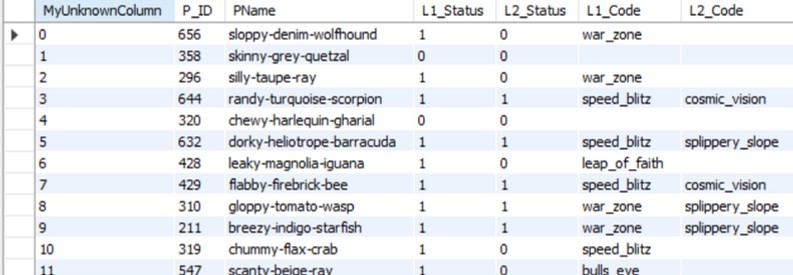 MyUnknownColumn P_ID PName L1_Status L2_Status L1_Code L2_Code
0 656 sloppy-denim-wolfhound 1 0 war_zone
1 358 skinny-grey-quetzal 0 0
2 296 silly-taupe-ray 1 0 war_zone
3 644 randy-turquoise-scorpion 1 1 speed_blitz cosmic_vision
4 320 chewy-harlequin-gharial 0 0
5 632 dorky-heliotrope-barracuda 1 1 speed_blitz splippery_slope
6 428 leaky-magnolia-iguana 1 0 leap_of_faith
7 429 flabby-firebrick-bee 1 1 speed_blitz cosmic_vision
8 310 gloppy-tomato-wasp 1 1 war_zone splippery_slope
9 211 breezy-indigo-starfish 1 1 war_zone splippery_slope
10 319 chummy-flax-crab 1 0 speed_blitz
11 547 scanty-beige-ray 1 0 bulls_eye